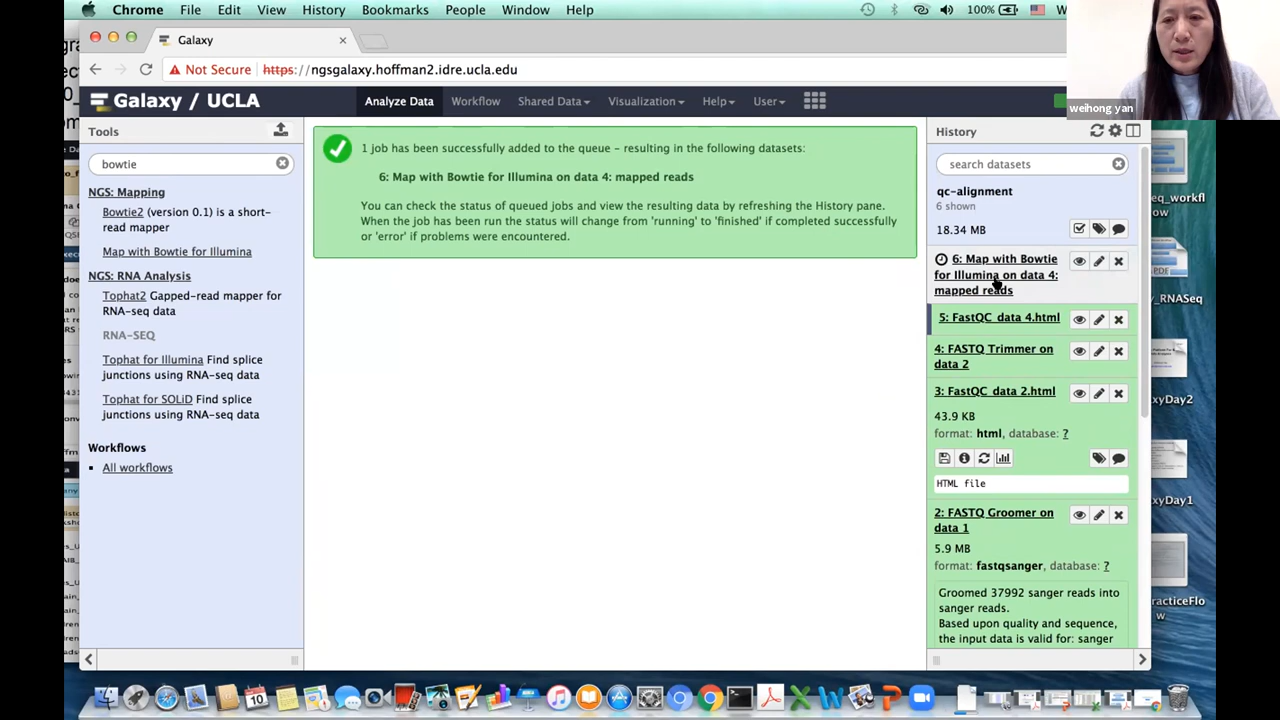 Chrome File Edit View History Bookmarks People Window Help
100% W
Galaxy
Not Secure https://ngsgalaxy.hoffman2.idre.ucla.edu
weihong yan
Galaxy / UCLA
Analyze Data Workflow Shared Data Visualization Help User
Tools
bowtie
NGS: Mapping
Bowtie2 (version 0.1) is a short-
read mapper
Map with Bowtie for Illumina
NGS: RNA Analysis
Tophat2 Gapped-read mapper for
RNA-seq data
RNA-SEQ
Tophat for Illumina Find splice
junctions using RNA-seq data
Tophat for SOLiD Find splice
junctions using RNA-seq data
Workflows
All workflows
1 job has been successfully added to the queue - resulting in the following datasets:
6: Map with Bowtie for Illumina on data 4: mapped reads
You can check the status of queued jobs and view the resulting data by refreshing the History pane.
When the job has been run the status will change from 'running' to 'finished' if completed successfully
or 'error' if problems were encountered.
History
search datasets
qc-alignment
6 shown
18.34 MB
6: Map with Bowtie
for Illumina on data 4:
mapped reads
5: FastQC_data 4.html
4: FASTQ Trimmer on
data 2
3: FastQC_data 2.html
43.9 KB
format: html, database: ?
HTML file
2: FASTQ Groomer on
data 1
5.9 MB
format: fastqsanger, database: ?
Groomed 37992 sanger reads into
sanger reads.
Based upon quality and sequence,
the input data is valid for: sanger
eq_workfl
ow
PDF
_RNASeq
xyDay2
xyDay1
racticeFlo
w
10